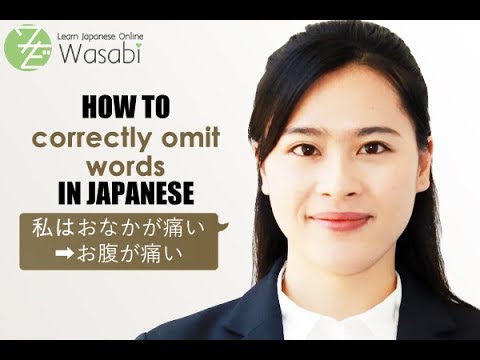 Learn Japanese Online
Wasabi
HOW TO
correctly omit
words
IN JAPANESE
私はおなかが痛い
➡お腹が痛い